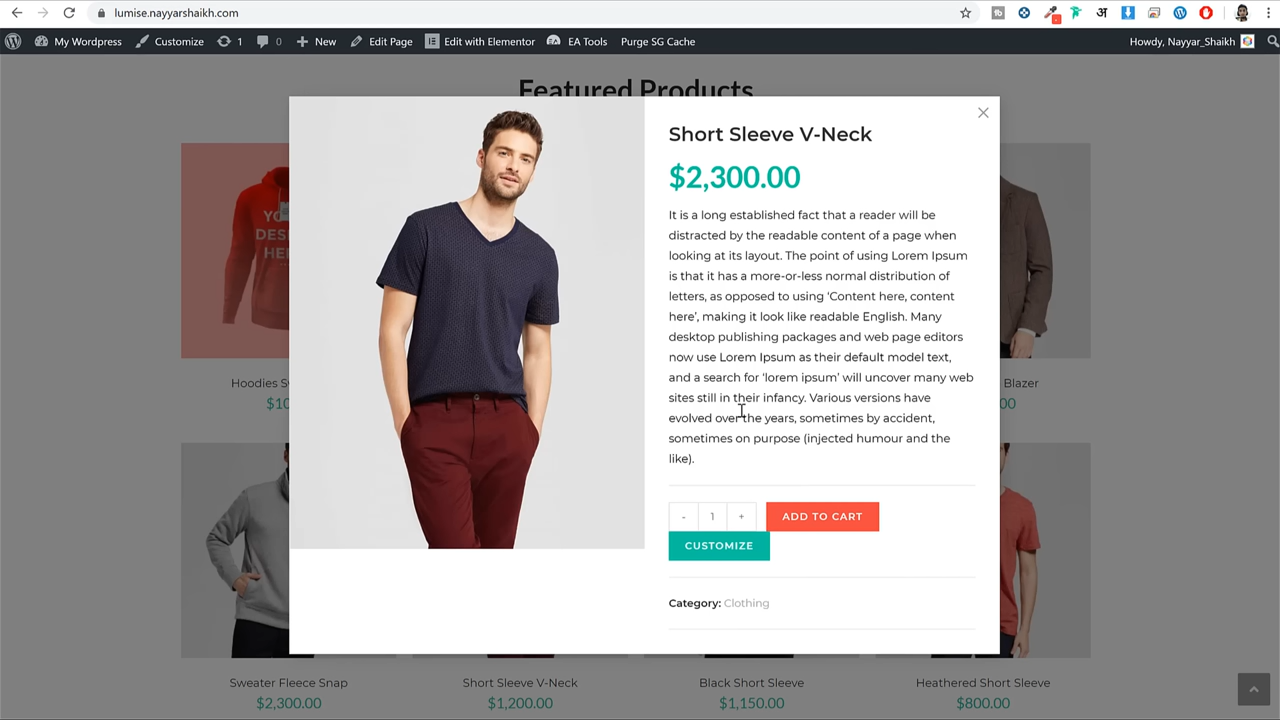 lumise.nayyarshaikh.com
My Wordpress
Customize
1
0
New
Edit Page
Edit with Elementor
EA Tools
Purge SG Cache
Howdy, Nayyar_Shaikh
Featured Products
Short Sleeve V-Neck
$2,300.00
It is a long established fact that a reader will be
distracted by the readable content of a page when
looking at its layout. The point of using Lorem Ipsum
is that it has a more-or-less normal distribution of
letters, as opposed to using ‘Content here, content
here’, making it look like readable English. Many
desktop publishing packages and web page editors
now use Lorem Ipsum as their default model text,
and a search for ‘lorem ipsum’ will uncover many web
sites still in their infancy. Various versions have
evolved over the years, sometimes by accident,
sometimes on purpose (injected humour and the
like).
- 1 +
ADD TO CART
CUSTOMIZE
Category: Clothing
Hoodies
Blazer
Sweater Fleece Snap
$2,300.00
Short Sleeve V-Neck
$1,200.00
Black Short Sleeve
$1,150.00
Heathered Short Sleeve
$800.00